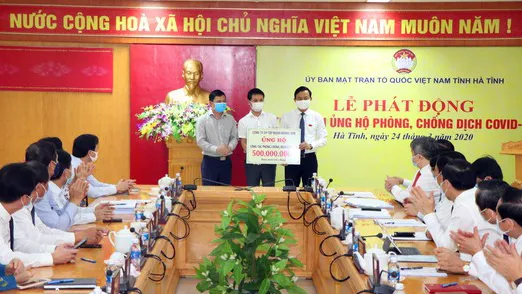 NƯỚC CỘNG HOÀ XÃ HỘI CHỦ NGHĨA VIỆT NAM MUÔN NĂM !
ỦY BAN MẶT TRẬN TỔ QUỐC VIỆT NAM TỈNH HÀ TĨNH
LỄ PHÁT ĐỘNG
ỦNG HỘ PHÒNG, CHỐNG DỊCH COVID-
Hà Tĩnh, ngày 24 tháng 3 năm 2020
ỦNG HỘ
500.000.000